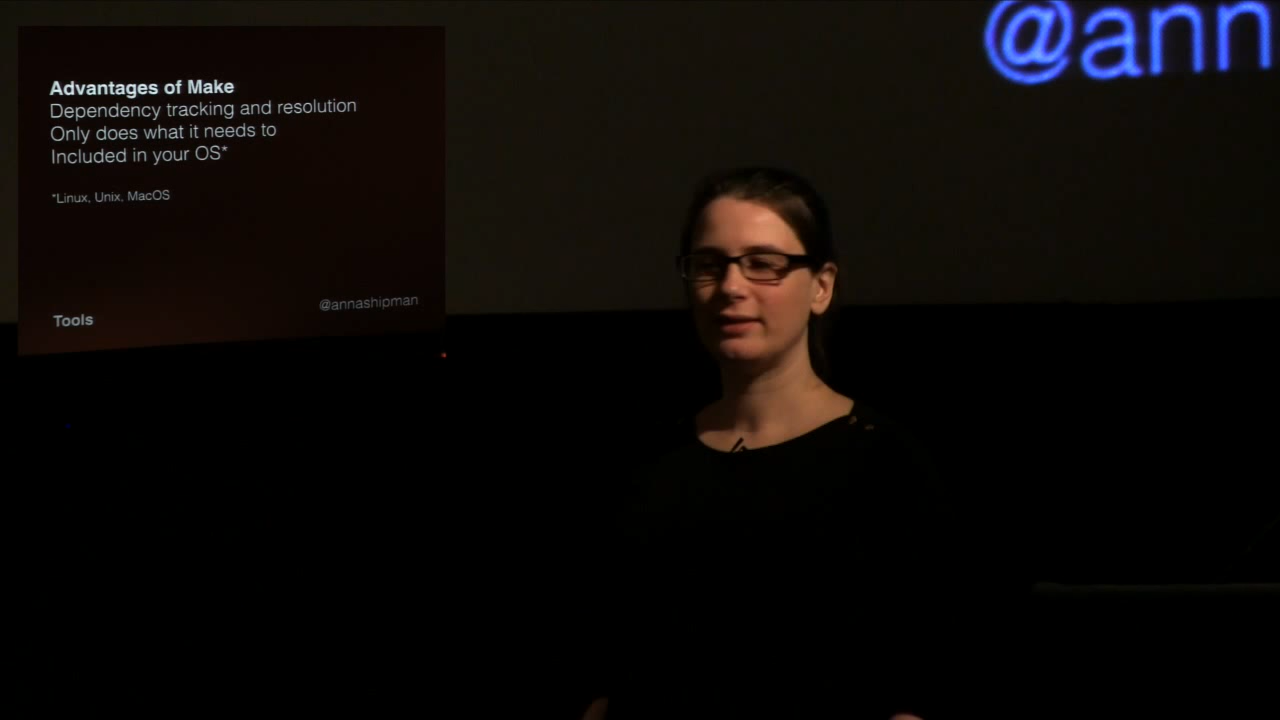 Advantages of Make
Dependency tracking and resolution
Only does what it needs to
Included in your OS*
*Linux, Unix, MacOS
@annashipman
Tools
@ann